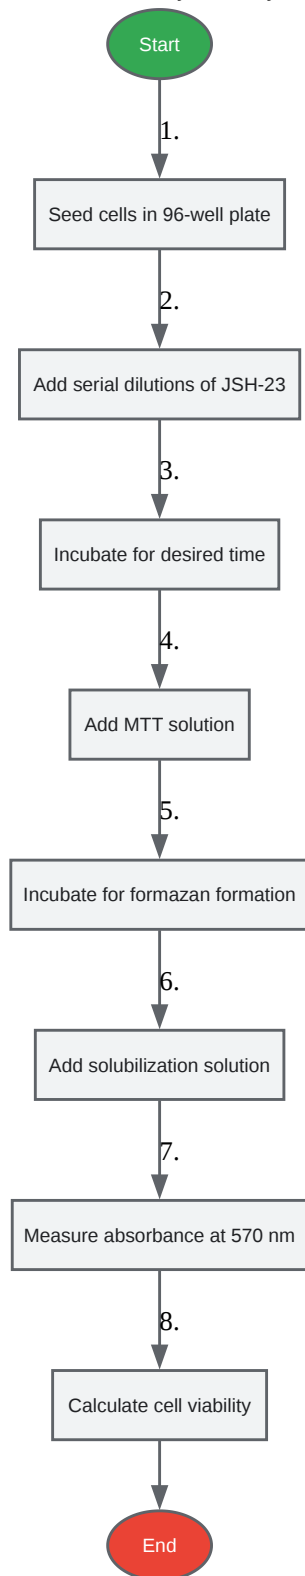 Start
1.
Seed cells in 96-well plate
2.
Add serial dilutions of JSH-23
3.
Incubate for desired time
4.
Add MTT solution
5.
Incubate for formazan formation
6.
Add solubilization solution
7.
Measure absorbance at 570 nm
8.
Calculate cell viability
End